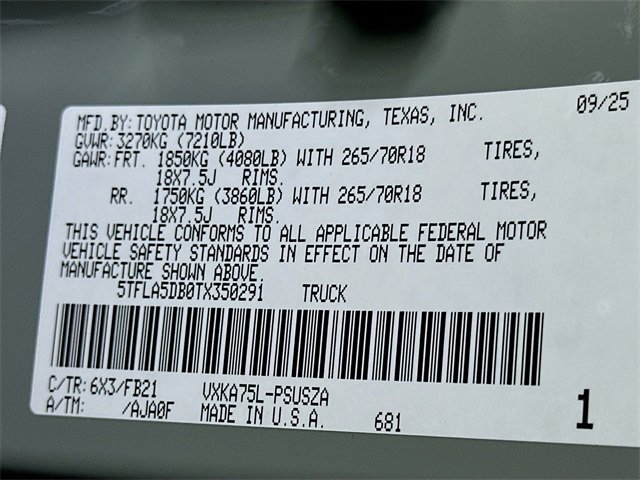 MFD.BY: TOYOTA MOTOR MANUFACTURING, TEXAS, INC. 09/25
GVWR: 3270KG (7210LB)
GAWR: FRT. 1850KG (4080LB) WITH 265/70R18 TIRES,
18X7.5J RIMS.
RR. 1750KG (3860LB) WITH 265/70R18 TIRES,
18X7.5J RIMS.
THIS VEHICLE CONFORMS TO ALL APPLICABLE FEDERAL MOTOR
VEHICLE SAFETY STANDARDS IN EFFECT ON THE DATE OF
MANUFACTURE SHOWN ABOVE.
5TFLA5DB0TX350291 TRUCK
C/TR: 6X3/FB21 VXKA75L-PSUSZA
A/TM: /AJA0F MADE IN U.S.A. 681 1